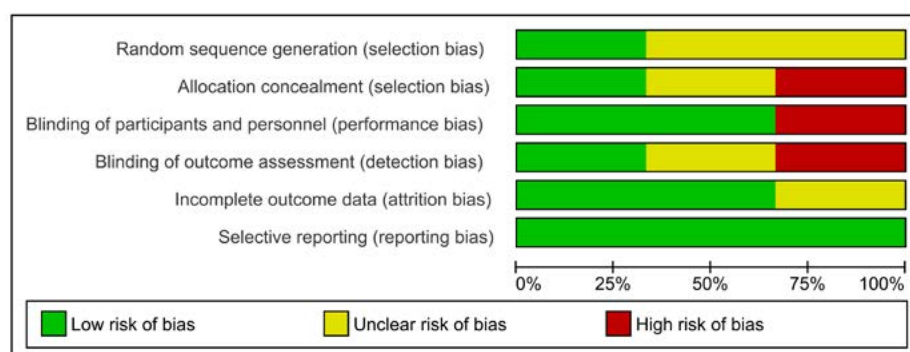 Random sequence generation (selection bias)
Allocation concealment (selection bias)
Blinding of participants and personnel (performance bias)
Blinding of outcome assessment (detection bias)
Incomplete outcome data (attrition bias)
Selective reporting (reporting bias)
0% 25% 50% 75% 100%
Low risk of bias Unclear risk of bias High risk of bias